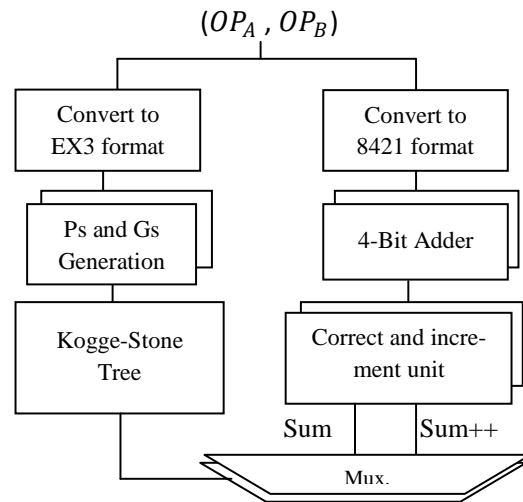 (OP_A , OP_B)
Convert to
EX3 format
Convert to
8421 format
Ps and Gs
Generation
4-Bit Adder
Kogge-Stone
Tree
Correct and incre-
ment unit
Sum
Sum++
Mux.